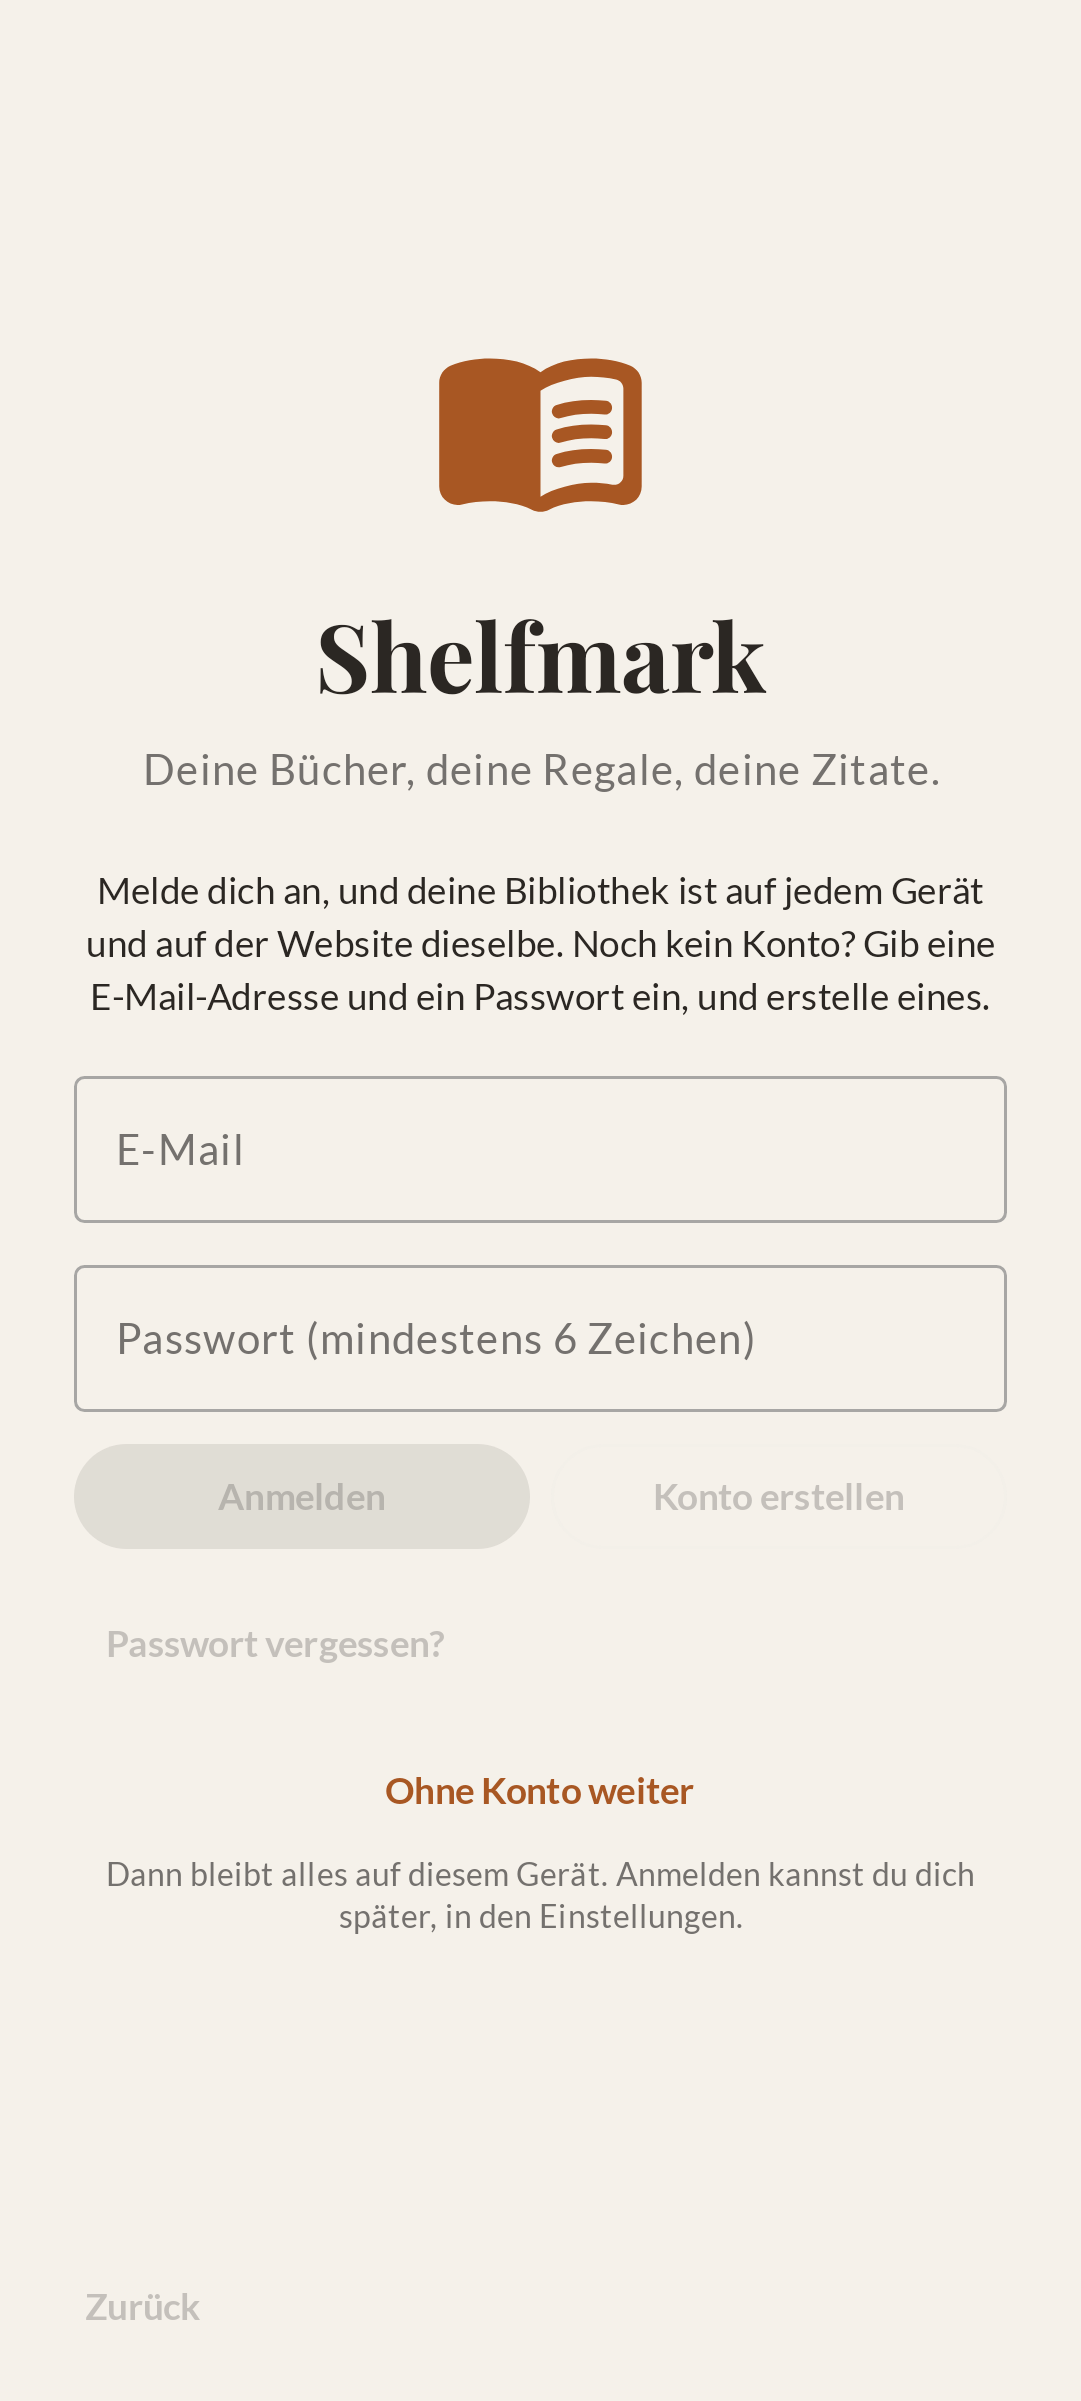 Shelfmark
Deine Bücher, deine Regale, deine Zitate.
Melde dich an, und deine Bibliothek ist auf jedem Gerät
und auf der Website dieselbe. Noch kein Konto? Gib eine
E-Mail-Adresse und ein Passwort ein, und erstelle eines.
E-Mail
Passwort (mindestens 6 Zeichen)
Anmelden
Konto erstellen
Passwort vergessen?
Ohne Konto weiter
Dann bleibt alles auf diesem Gerät. Anmelden kannst du dich
später, in den Einstellungen.
Zurück